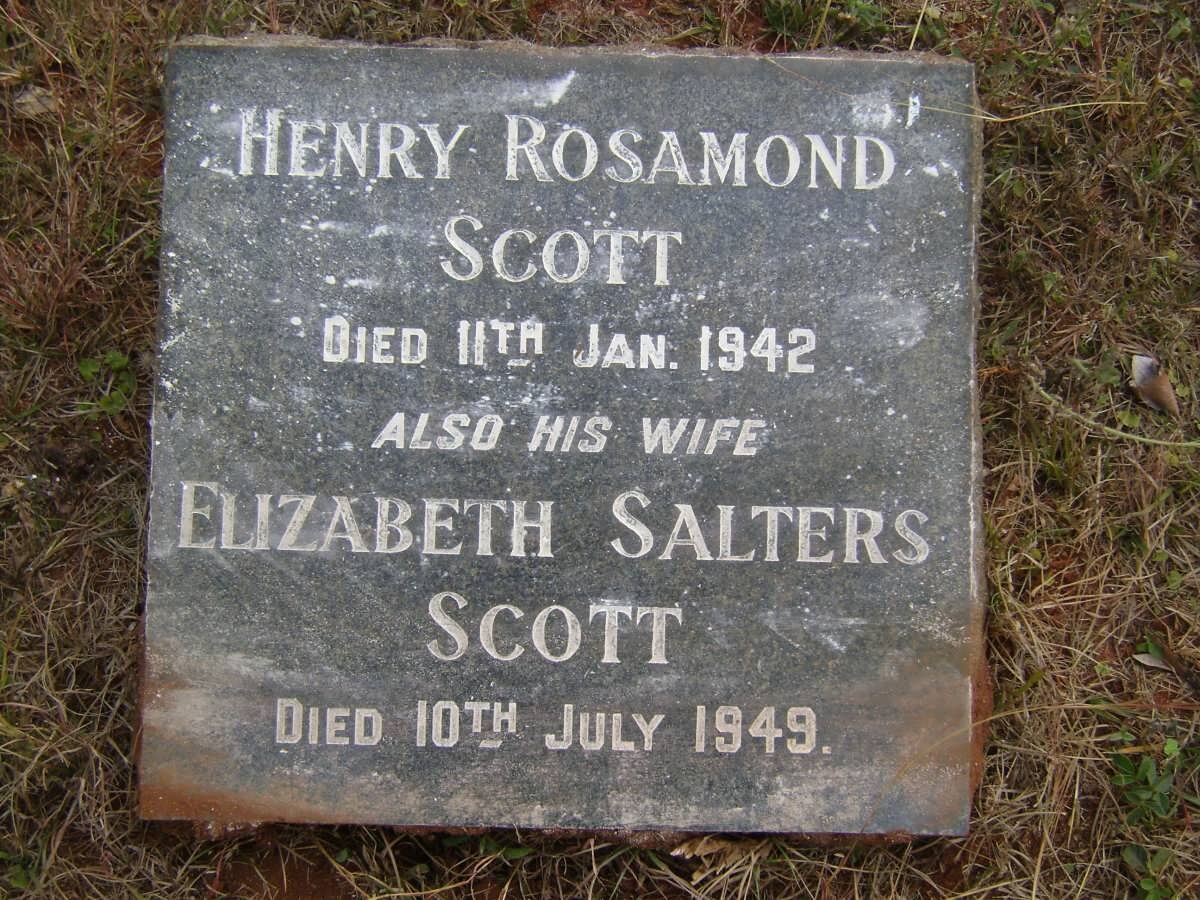 HENRY ROSAMOND
SCOTT
DIED 11TH JAN. 1942
ALSO HIS WIFE
ELIZABETH SALTERS
SCOTT
DIED 10TH JULY 1949.